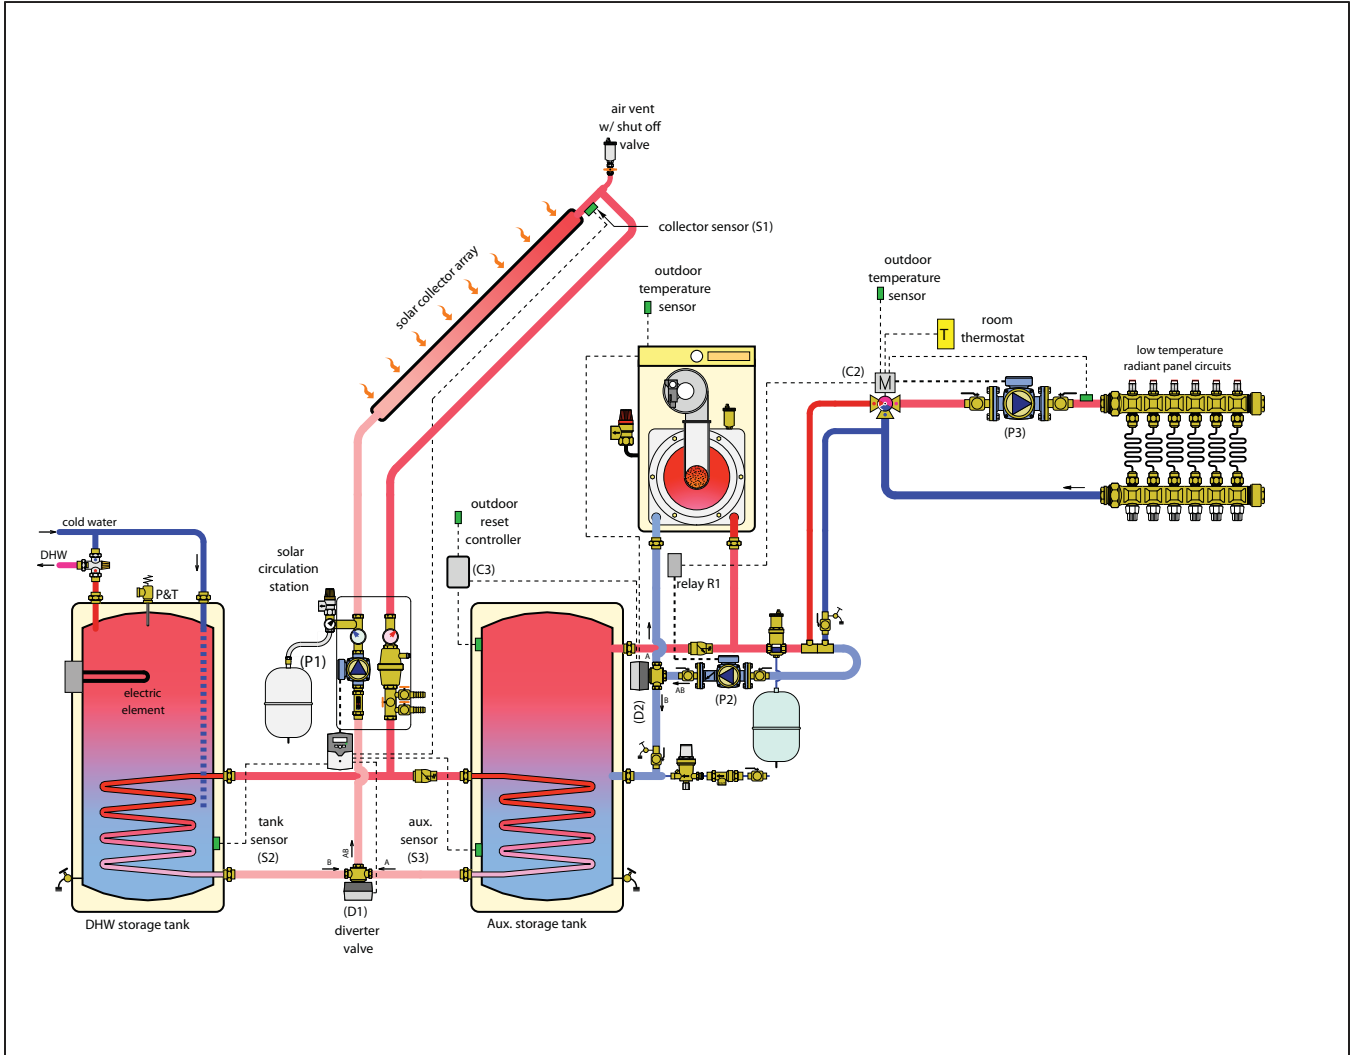 air vent
w/ shut off
valve
collector sensor (S1)
solar collector array
outdoor
temperature
sensor
outdoor
temperature
sensor
room
thermostat
T
(C2)
M
low temperature
radiant panel circuits
(P3)
outdoor
reset
controller
(C3)
cold water
DHW
P&T
solar
circulation
station
(P1)
relay R1
electric
element
A
AB
B
(P2)
(D2)
tank
sensor
(S2)
aux.
sensor
(S3)
B
AB
A
(D1)
diverter
valve
DHW storage tank
Aux. storage tank